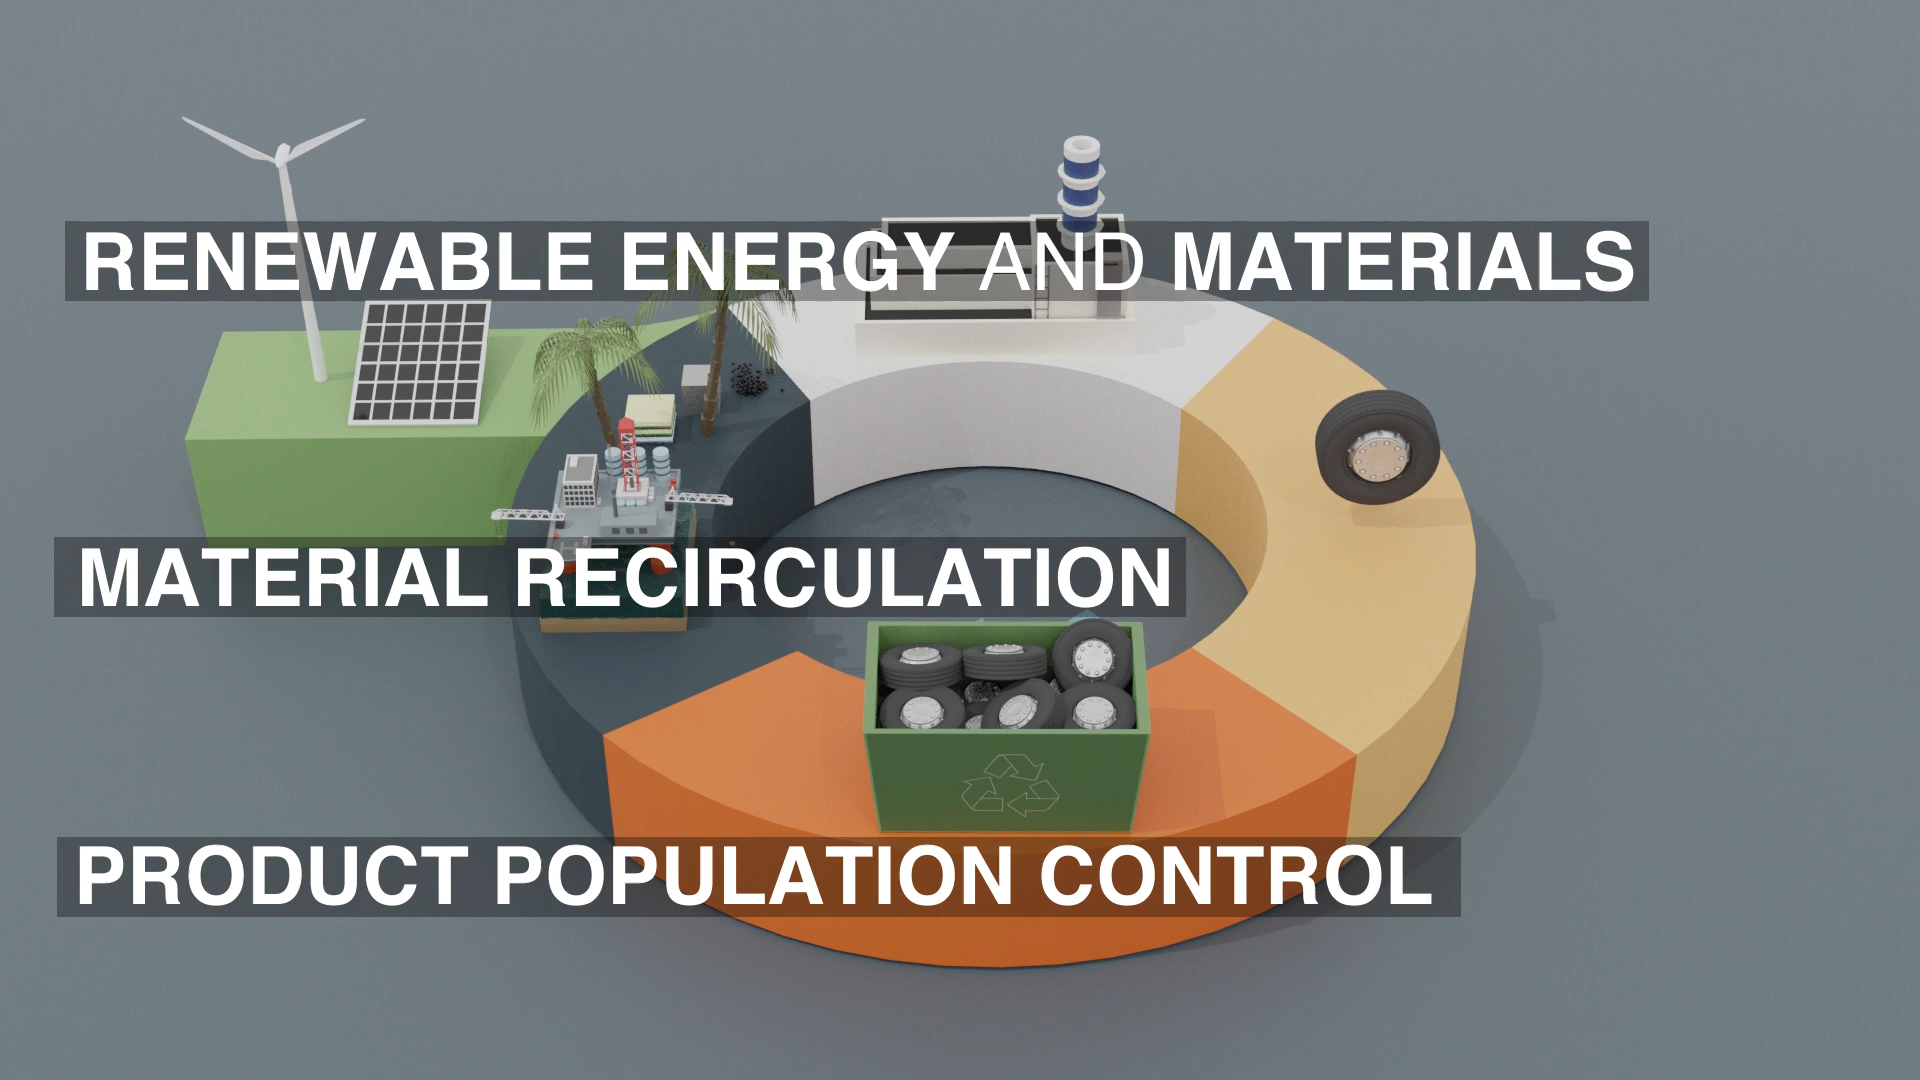 RENEWABLE ENERGY AND MATERIALS
MATERIAL RECIRCULATION
PRODUCT POPULATION CONTROL